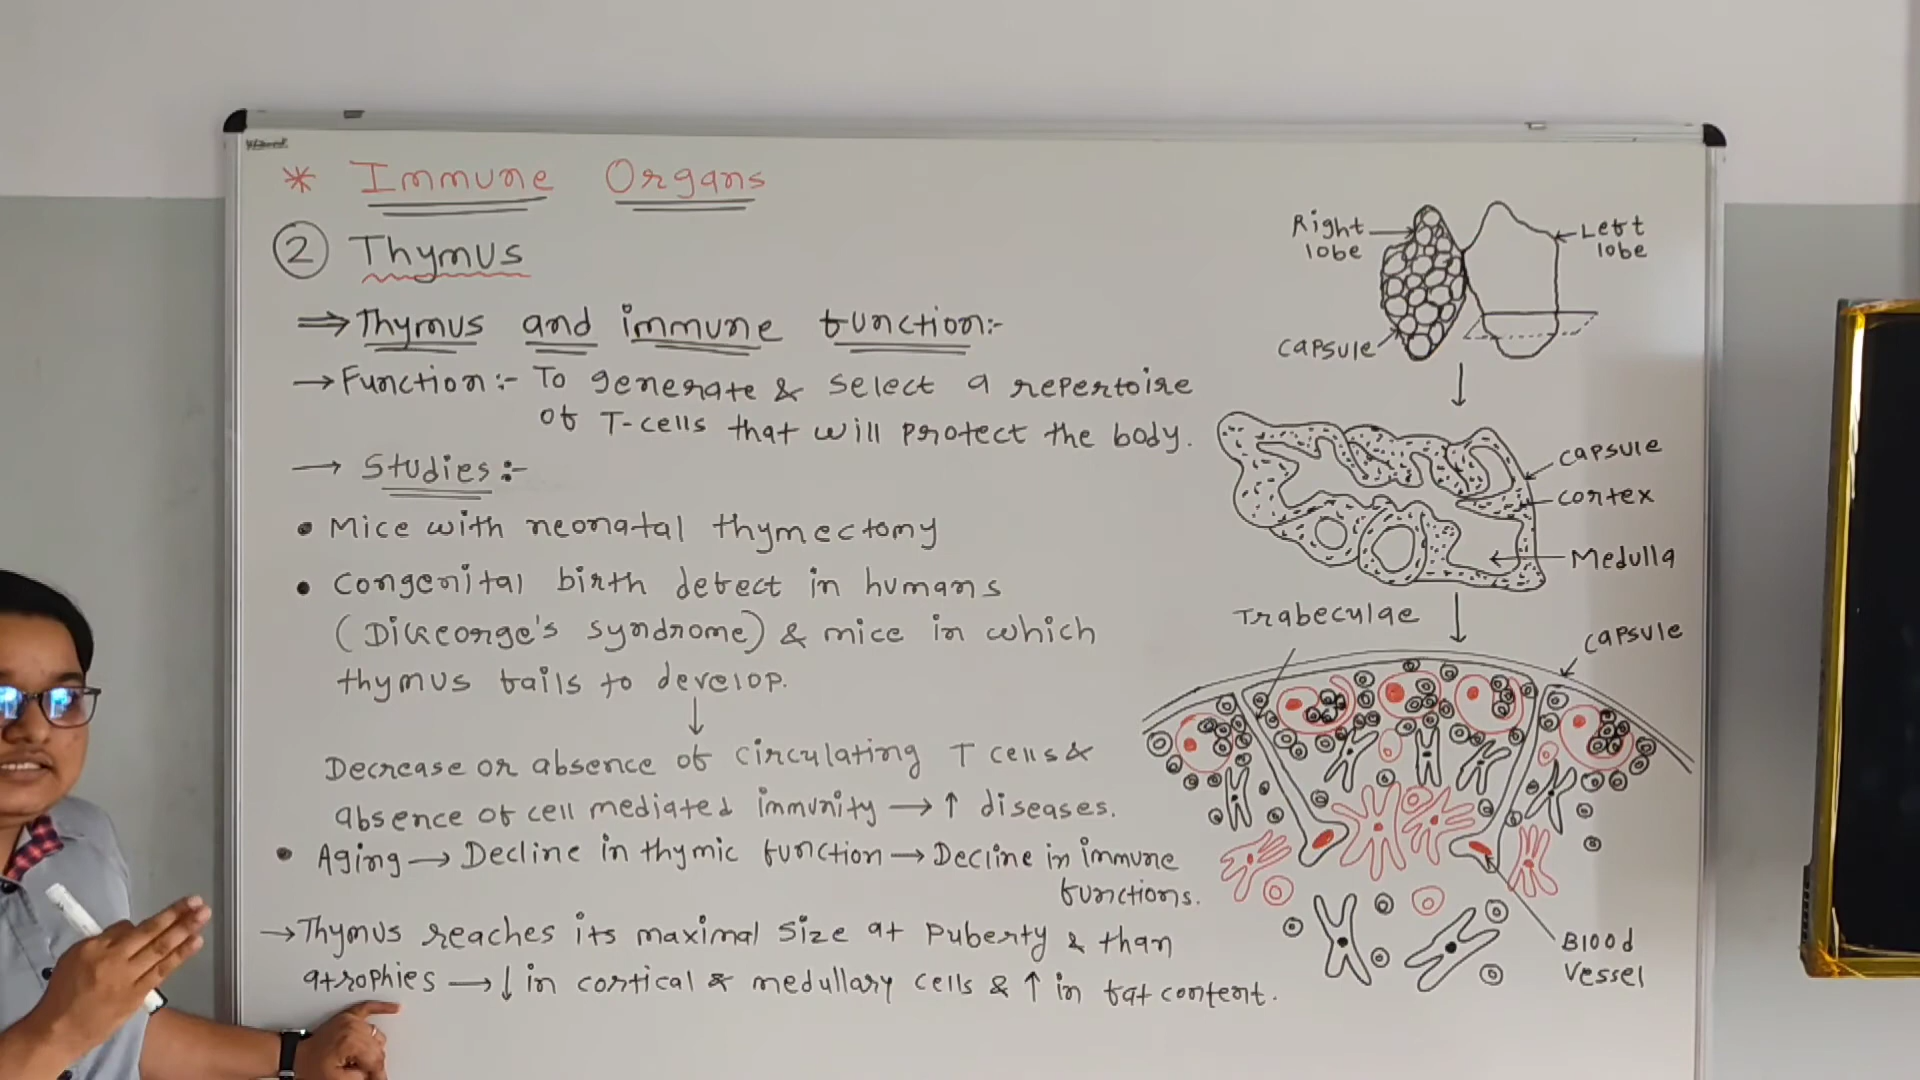 * Immune Organs
② Thymus
⇒ Thymus and immune function:-
→ Function:- To generate & select a repertoire
of T-cells that will protect the body.
→ Studies:-
• Mice with neonatal thymectomy
• Congenital birth defect in humans
(DiGeorge's syndrome) & mice in which
thymus fails to develop.
↓
Decrease or absence of circulating T cells &
absence of cell mediated immunity → ↑ diseases.
• Aging → Decline in thymic function → Decline in immune
functions.
→ Thymus reaches its maximal size at puberty & than
atrophies → ↓ in cortical & medullary cells & ↑ in fat content.
Right
lobe
Left
lobe
capsule
capsule
cortex
Medulla
Trabeculae
capsule
Blood
vessel